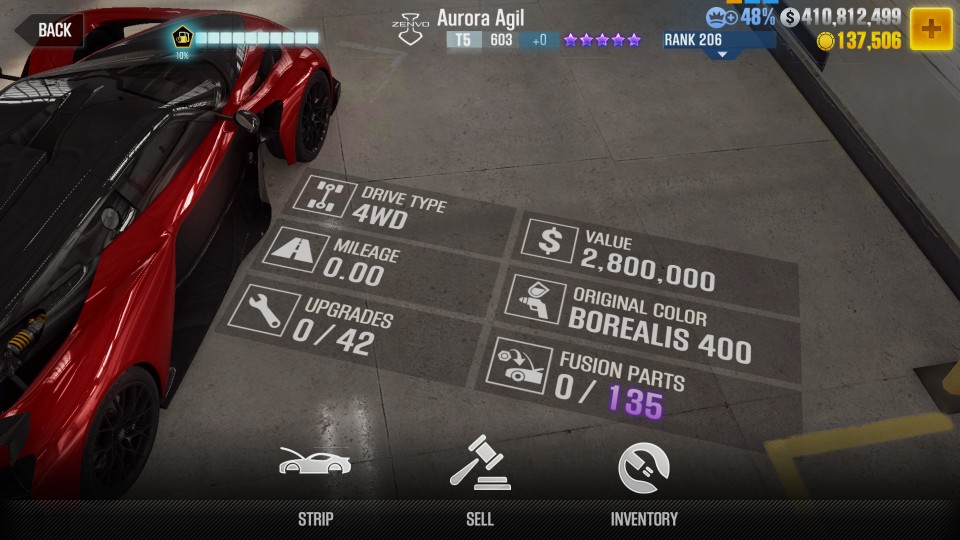 BACK
10%
ZENVO
Aurora Agil
T5 603 +0
RANK 206
48% $ 410,812,499
137,506
DRIVE TYPE
4WD
MILEAGE
0.00
UPGRADES
0 / 42
$ VALUE
2,800,000
ORIGINAL COLOR
BOREALIS 400
FUSION PARTS
0 / 135
STRIP
SELL
INVENTORY